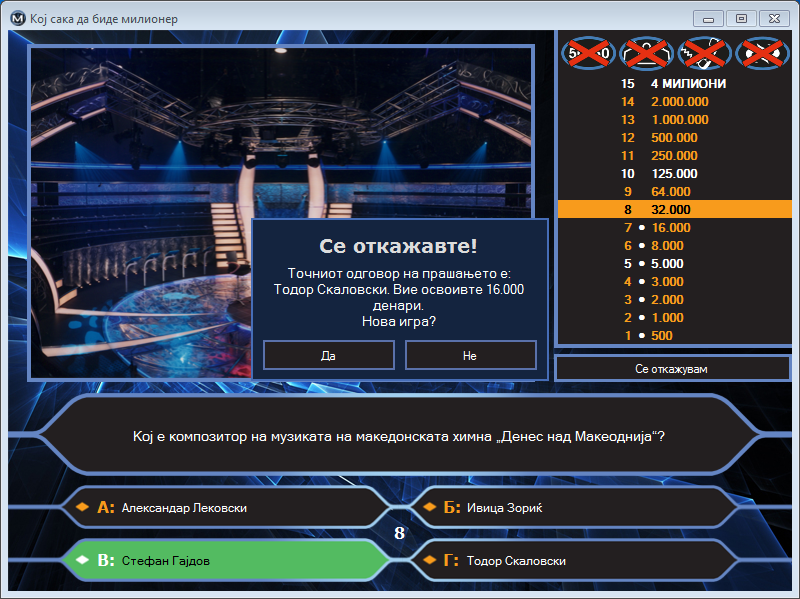 Кој сака да биде милионер
15 4 МИЛИОНИ
14 2.000.000
13 1.000.000
12 500.000
11 250.000
10 125.000
9 64.000
8 32.000
7 • 16.000
6 • 8.000
5 • 5.000
4 • 3.000
3 • 2.000
2 • 1.000
1 • 500
Се откажавте!
Точниот одговор на прашањето е:
Тодор Скаловски. Вие освоивте 16.000
денари.
Нова игра?
Да
Не
Се откажувам
Кој е композитор на музиката на македонската химна „Денес над Макеоднија“?
А: Александар Лековски
Б: Ивица Зориќ
8
В: Стефан Гајдов
Г: Тодор Скаловски